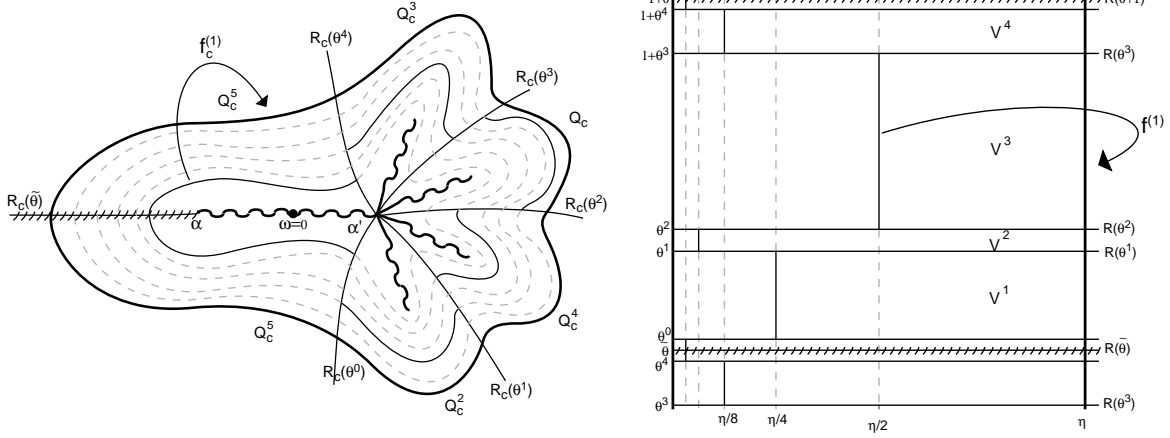 Q_c^3
R_c(θ^4)
f_c^(1)
R_c(θ^3)
Q_c^5
Q_c
R_c(θ̃)
R_c(θ^2)
α
ω=0
α'
Q_c^5
Q_c^4
R_c(θ^0)
R_c(θ^1)
Q_c^2
1+θ^4
V^4
1+θ^3
R(θ^3)
f^(1)
V^3
θ^2
R(θ^2)
V^2
θ^1
R(θ^1)
V^1
θ^0
θ̃
R(θ̃)
θ^4
θ^3
R(θ^3)
η/8
η/4
η/2
η